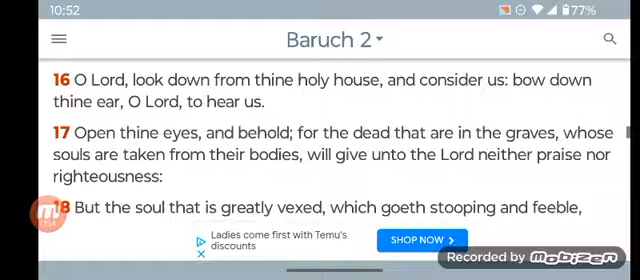 10:52
77%
Baruch 2
16 O Lord, look down from thine holy house, and consider us: bow down
thine ear, O Lord, to hear us.
17 Open thine eyes, and behold; for the dead that are in the graves, whose
souls are taken from their bodies, will give unto the Lord neither praise nor
righteousness:
18 But the soul that is greatly vexed, which goeth stooping and feeble,
Ladies come first with Temu's
discounts
SHOP NOW
Recorded by Mobizen